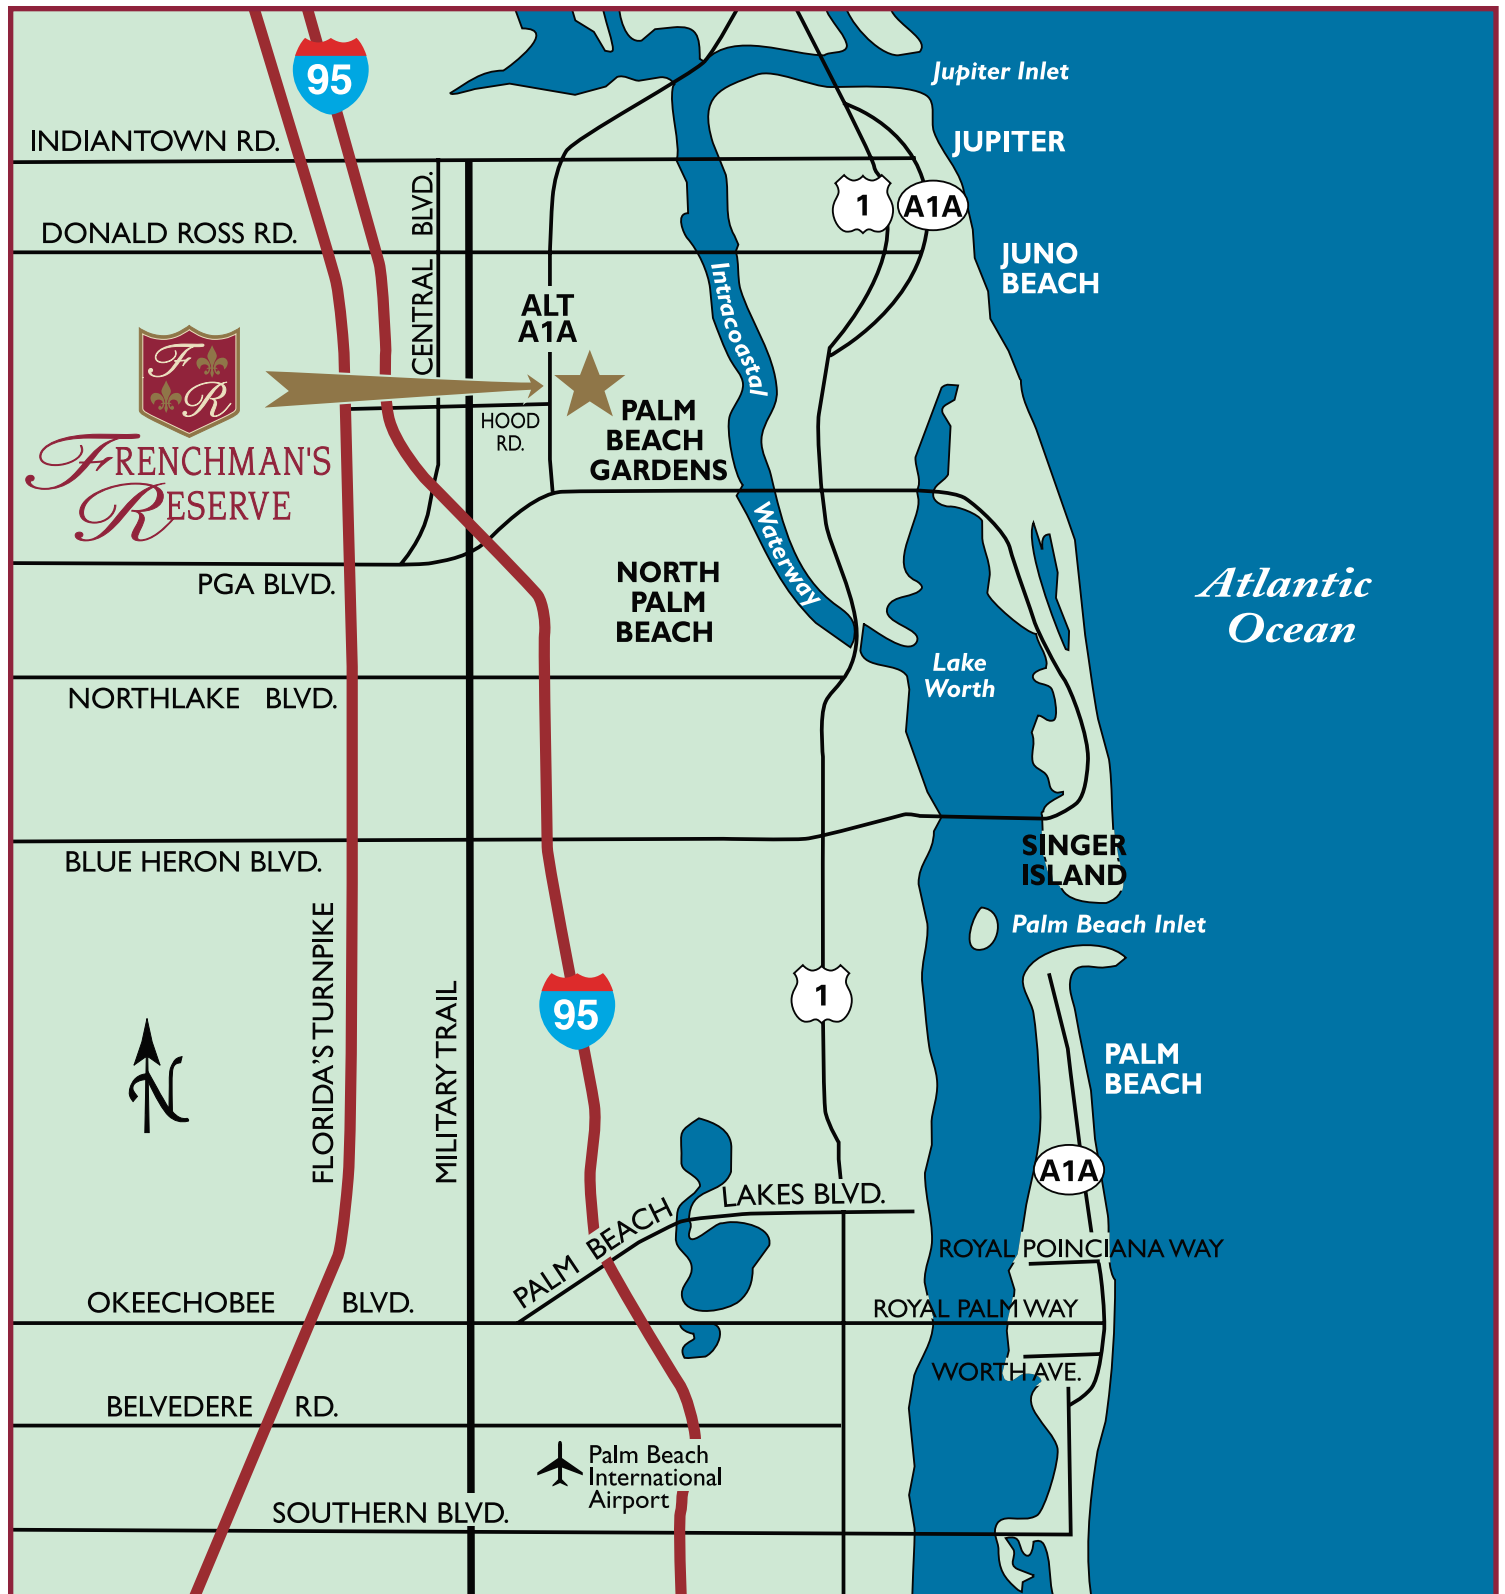 95
Jupiter Inlet
INDIANTOWN RD.
JUPITER
CENTRAL BLVD.
1
A1A
DONALD ROSS RD.
JUNO
BEACH
Intracoastal
Waterway
ALT
A1A
F
R
FRENCHMAN'S
RESERVE
HOOD
RD.
PALM
BEACH
GARDENS
PGA BLVD.
NORTH
PALM
BEACH
Atlantic
Ocean
Lake
Worth
NORTHLAKE BLVD.
BLUE HERON BLVD.
SINGER
ISLAND
Palm Beach Inlet
FLORIDA'S TURNPIKE
MILITARY TRAIL
95
1
N
PALM
BEACH
A1A
PALM BEACH LAKES BLVD.
ROYAL POINCIANA WAY
OKEECHOBEE BLVD.
ROYAL PALM WAY
WORTH AVE.
BELVEDERE RD.
Palm Beach
International
Airport
SOUTHERN BLVD.